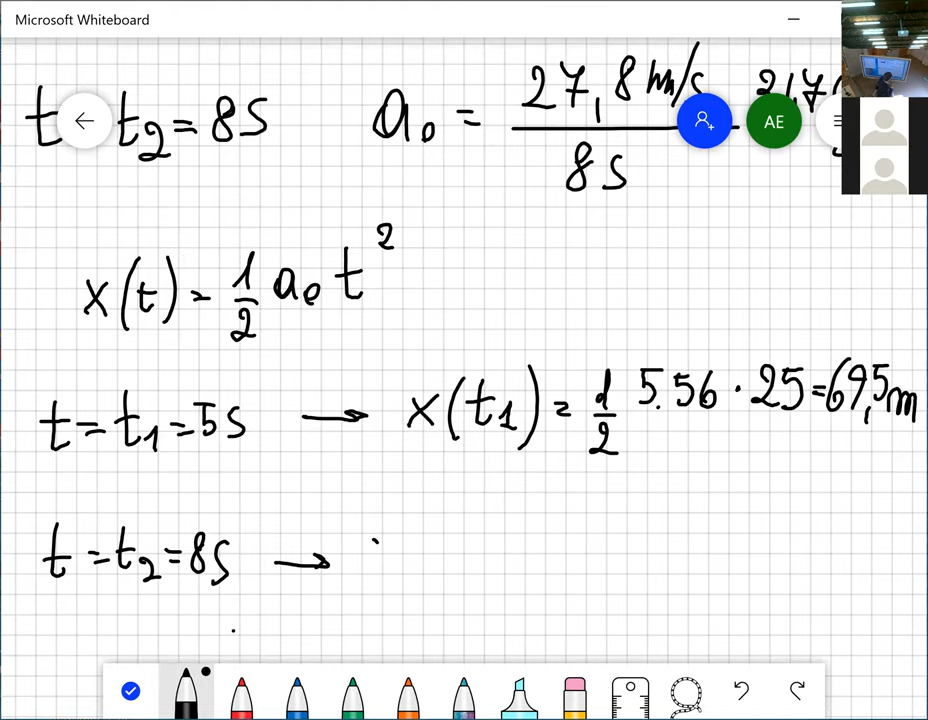 Microsoft Whiteboard
t t₂ = 8s a₀ = 27,8 m/s / 8s
AE
x(t) = 1/2 a₀ t²
t = t₁ = 5s → x(t₁) = 1/2 5.56 · 25 = 69,5m
t = t₂ = 8s →